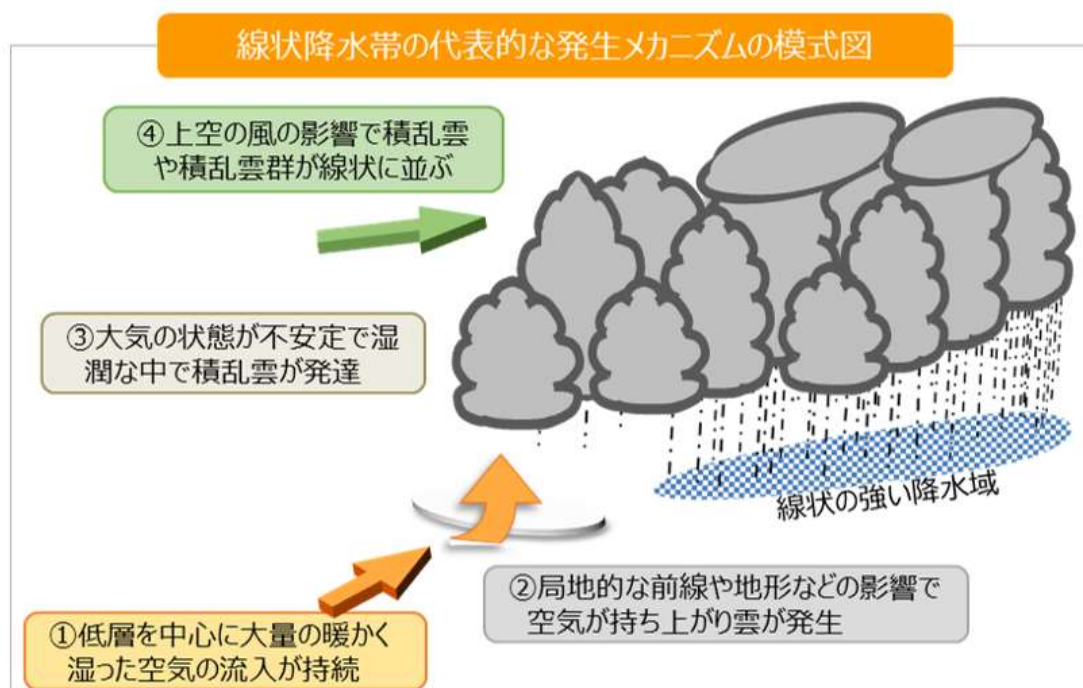 線状降水帯の代表的な発生メカニズムの模式図
④上空の風の影響で積乱雲
や積乱雲群が線状に並ぶ
③大気の状態が不安定で湿
潤な中で積乱雲が発達
線状の強い降水域
②局地的な前線や地形などの影響で
空気が持ち上がり雲が発生
①低層を中心に大量の暖かく
湿った空気の流入が持続